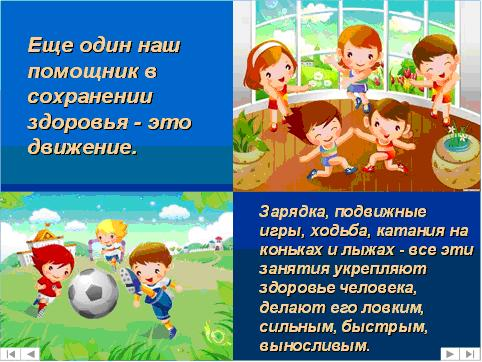 Еще один наш
помощник в
сохранении
здоровья - это
движение.
Зарядка, подвижные
игры, ходьба, катания на
коньках и лыжах - все эти
занятия укрепляют
здоровье человека,
делают его ловким,
сильным, быстрым,
выносливым.